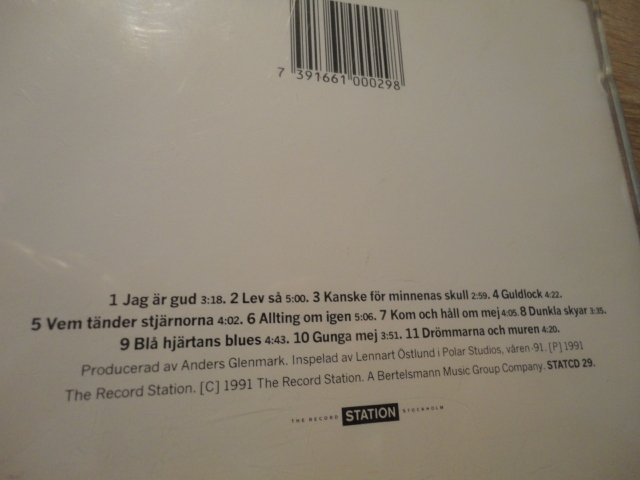 7 391661 000298
1 Jag är gud 3:18. 2 Lev så 5:00. 3 Kanske för minnenas skull 2:59. 4 Guldlock 4:22.
5 Vem tänder stjärnorna 4:02. 6 Allting om igen 5:06. 7 Kom och håll om mej 4:05. 8 Dunkla skyar 3:35.
9 Blå hjärtans blues 4:43. 10 Gunga mej 3:51. 11 Drömmarna och muren 4:20.
Producerad av Anders Glenmark. Inspelad av Lennart Östlund i Polar Studios, våren -91. [P] 1991
The Record Station. [C] 1991 The Record Station. A Bertelsmann Music Group Company. STATCD 29.
THE RECORD STATION STOCKHOLM